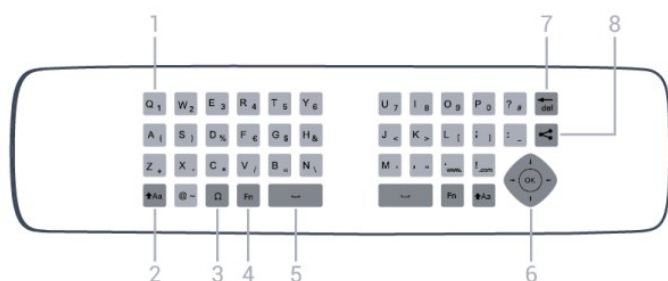 1 7 8
Q 1 W 2 E 3 R 4 T 5 Y 6 U 7 I 8 O 9 P 0 ? # del
A ( S ) D % F € G $ H & J < K > L [ ; ] : _
Z + X - C * V / B = N \ M ' , " . www. ! .com
Aa @ ~ Ω Fn Fn Aa OK
2 3 4 5 6